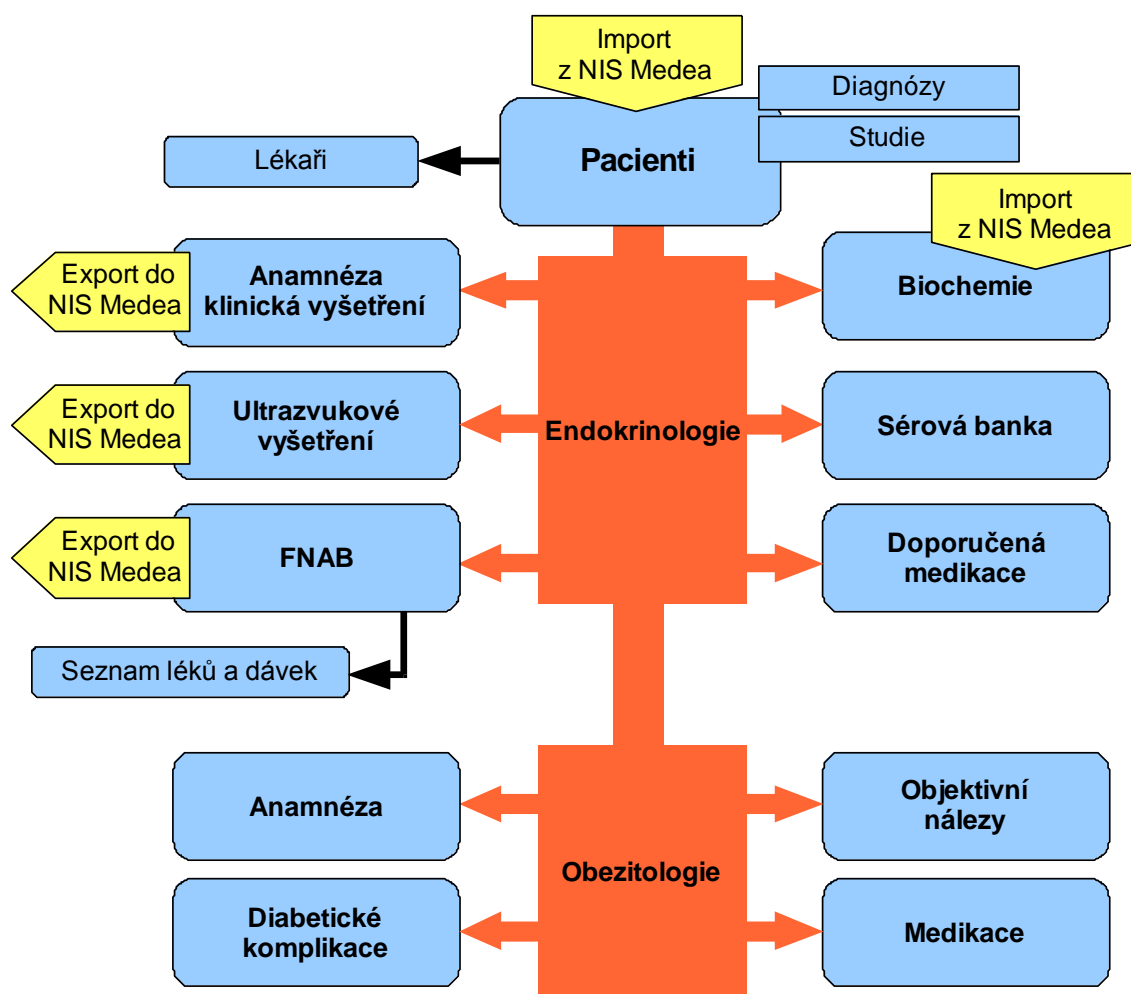 Import
z NIS Medea
Diagnózy
Studie
Pacienti
Lékaři
Import
z NIS Medea
Export do
NIS Medea
Anamnéza
klinická vyšetření
Biochemie
Export do
NIS Medea
Ultrazvukové
vyšetření
Endokrinologie
Sérová banka
Export do
NIS Medea
FNAB
Doporučená
medikace
Seznam léků a dávek
Anamnéza
Objektivní
nálezy
Obezitologie
Diabetické
komplikace
Medikace